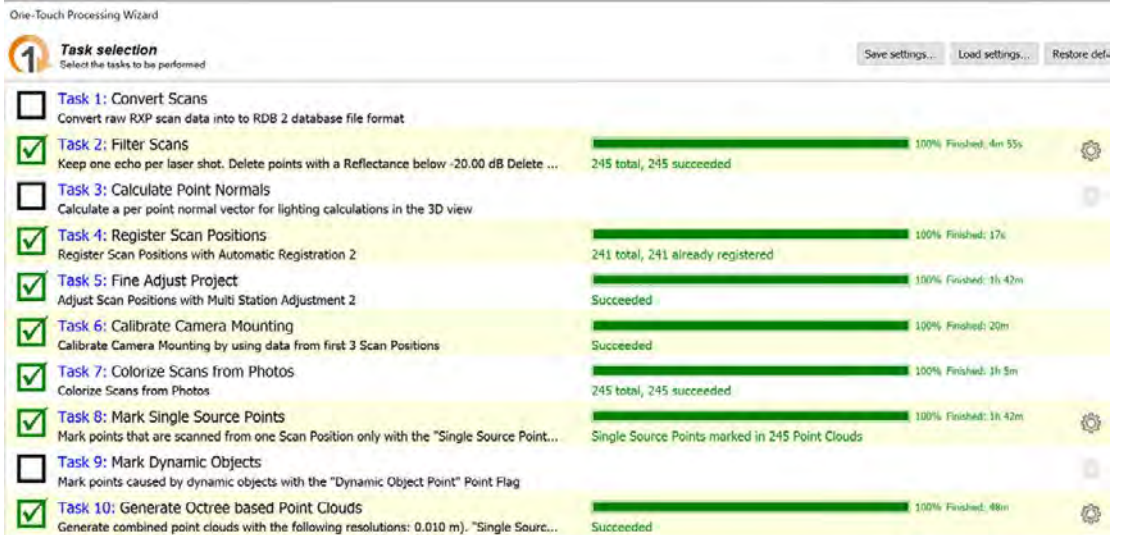 One-Touch Processing Wizard
1 Task selection
Select the tasks to be performed
Save settings... Load settings... Restore def
Task 1: Convert Scans
Convert raw RXP scan data into to RDB 2 database file format
Task 2: Filter Scans
100% Finished: 4m 55s
Keep one echo per laser shot. Delete points with a Reflectance below -20.00 dB Delete ...
245 total, 245 succeeded
Task 3: Calculate Point Normals
Calculate a per point normal vector for lighting calculations in the 3D view
Task 4: Register Scan Positions
100% Finished: 17s
Register Scan Positions with Automatic Registration 2
241 total, 241 already registered
Task 5: Fine Adjust Project
100% Finished: 1h 42m
Adjust Scan Positions with Multi Station Adjustment 2
Succeeded
Task 6: Calibrate Camera Mounting
100% Finished: 20m
Calibrate Camera Mounting by using data from first 3 Scan Positions
Succeeded
Task 7: Colorize Scans from Photos
100% Finished: 1h 5m
Colorize Scans from Photos
245 total, 245 succeeded
Task 8: Mark Single Source Points
100% Finished: 1h 42m
Mark points that are scanned from one Scan Position only with the "Single Source Point...
Single Source Points marked in 245 Point Clouds
Task 9: Mark Dynamic Objects
Mark points caused by dynamic objects with the "Dynamic Object Point" Point Flag
Task 10: Generate Octree based Point Clouds
100% Finished: 48m
Generate combined point clouds with the following resolutions: 0.010 m). "Single Sourc...
Succeeded